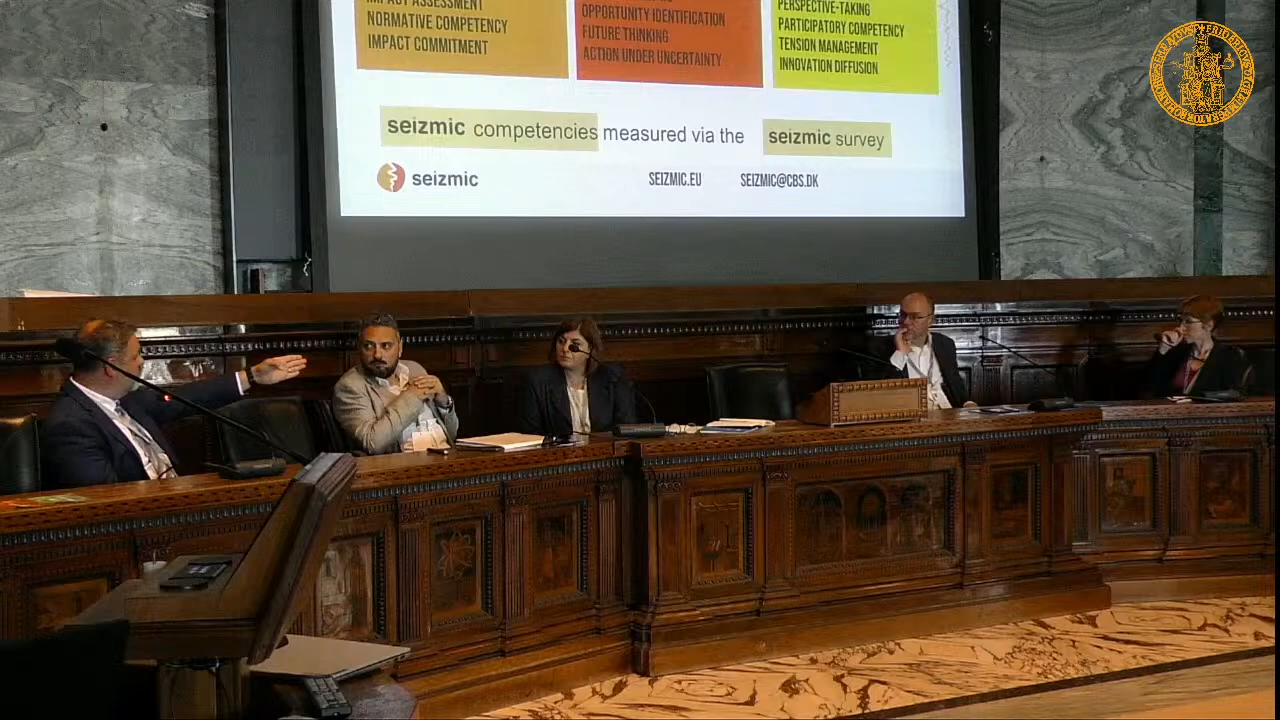 IMPACT ASSESSMENT
NORMATIVE COMPETENCY
IMPACT COMMITMENT
OPPORTUNITY IDENTIFICATION
FUTURE THINKING
ACTION UNDER UNCERTAINTY
PERSPECTIVE-TAKING
PARTICIPATORY COMPETENCY
TENSION MANAGEMENT
INNOVATION DIFFUSION
seizmic competencies measured via the seizmic survey
seizmic SEIZMIC.EU SEIZMIC@CBS.DK